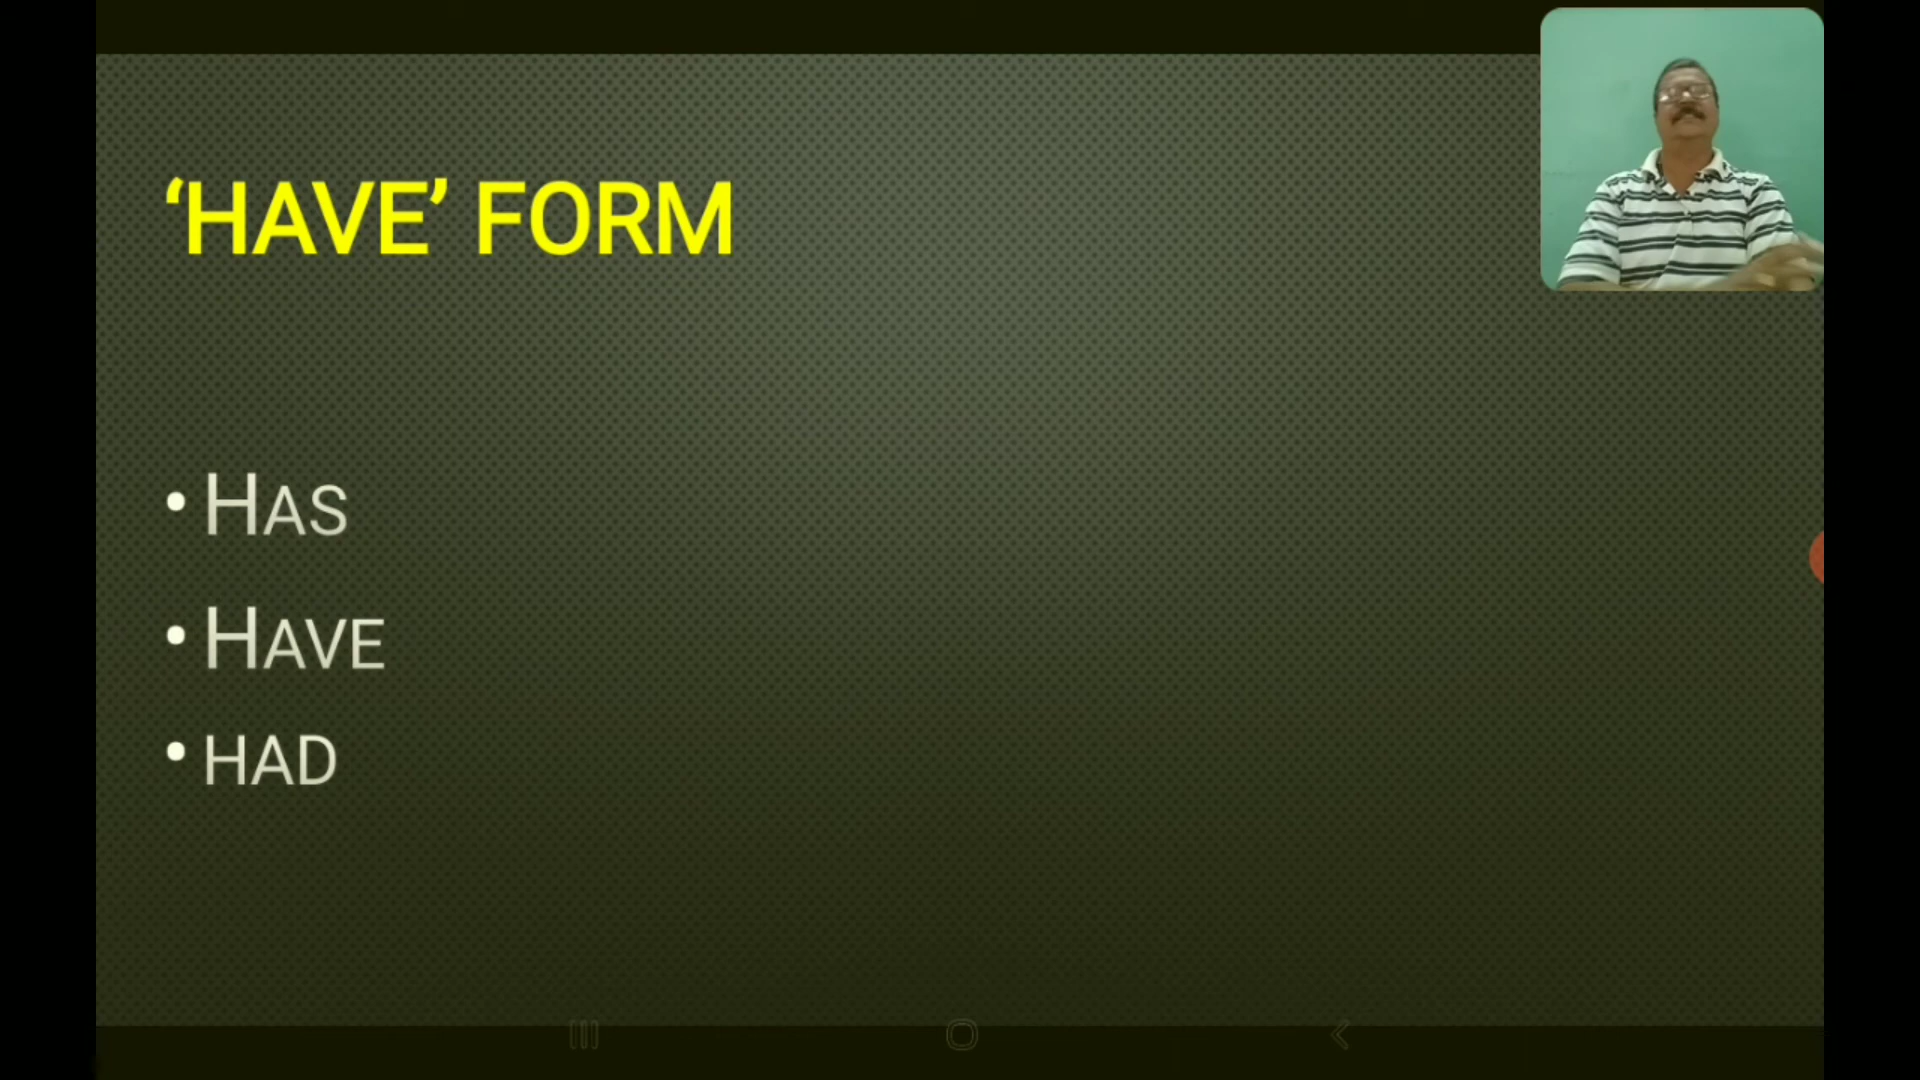 ‘HAVE’ FORM
• HAS
• HAVE
• HAD